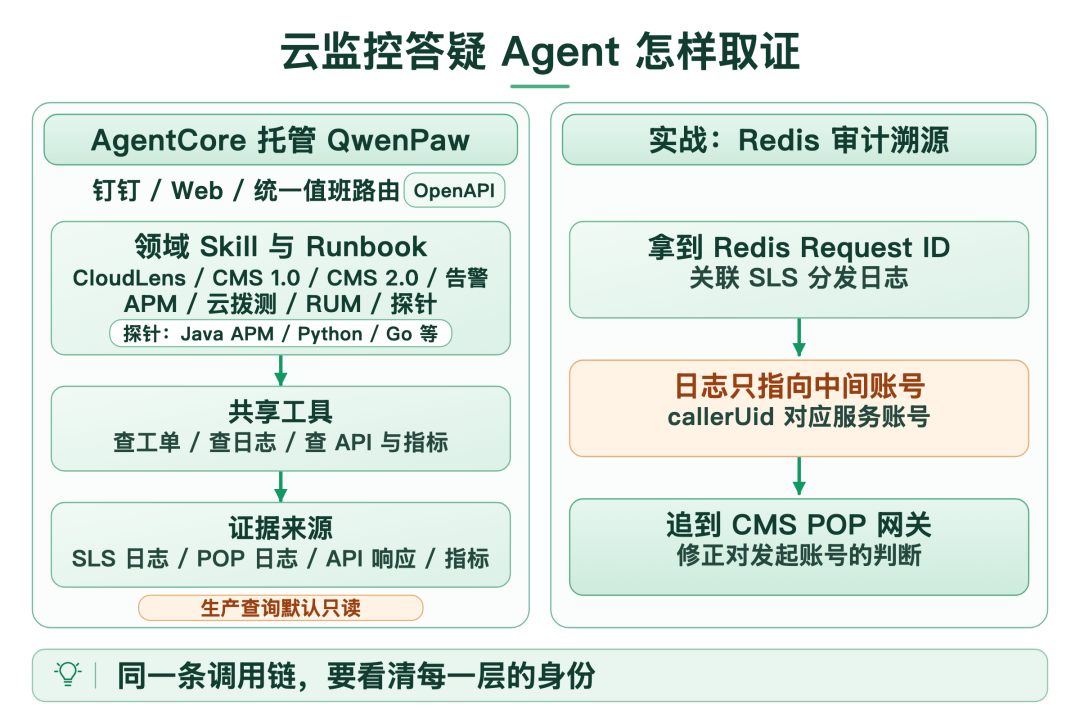 云监控答疑 Agent 怎样取证
AgentCore 托管 QwenPaw
钉钉 / Web / 统一值班路由 OpenAPI
领域 Skill 与 Runbook
CloudLens / CMS 1.0 / CMS 2.0 / 告警
APM / 云拨测 / RUM / 探针
探针：Java APM / Python / Go 等
共享工具
查工单 / 查日志 / 查 API 与指标
证据来源
SLS 日志 / POP 日志 / API 响应 / 指标
生产查询默认只读
实战：Redis 审计溯源
拿到 Redis Request ID
关联 SLS 分发日志
日志只指向中间账号
callerUid 对应服务账号
追到 CMS POP 网关
修正对发起账号的判断
同一条调用链，要看清每一层的身份